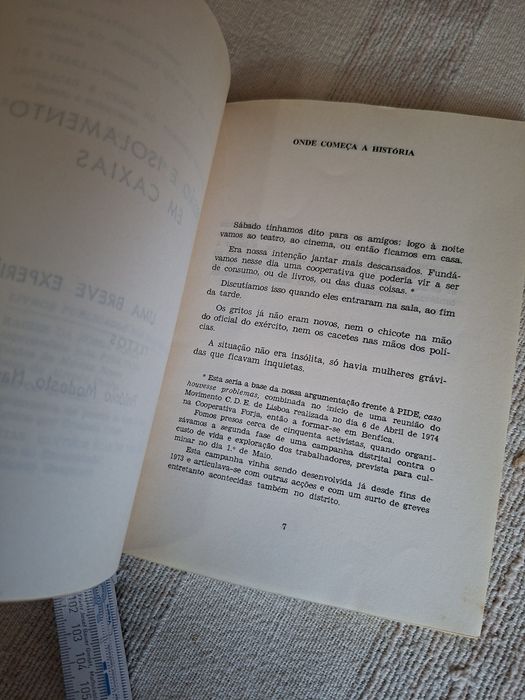 ISOLAMENTO
EM CAXIAS
UMA BREVE
ONDE COMEÇA A HISTÓRIA
Sábado tínhamos dito para os amigos: logo à noite
vamos ao teatro, ao cinema, ou então ficamos em casa.
Era nossa intenção jantar mais descansados. Fundá-
vamos nesse dia uma cooperativa que poderia vir a ser
de consumo, ou de livros, ou das duas coisas. *
Discutíamos isso quando eles entraram na sala, ao fim
da tarde.
Os gritos já não eram novos, nem o chicote na mão
do oficial do exército, nem os cacetes nas mãos dos polí-
cias.
A situação não era insólita, só havia mulheres grávi-
das que ficavam inquietas.
* Esta seria a base da nossa argumentação frente à PIDE, caso
houvesse problemas, combinada no início de uma reunião do
Movimento C. D. E. de Lisboa realizada no dia 6 de Abril de 1974
na Cooperativa Forja, então a formar-se em Benfica.
Fomos presos cerca de cinquenta activistas, quando organi-
závamos a segunda fase de uma campanha distrital contra o
custo de vida e exploração dos trabalhadores, prevista para cul-
minar no dia 1.º de Maio.
Esta campanha vinha sendo desenvolvida já desde fins de
1973 e articulava-se com outras acções e com um surto de greves
entretanto acontecidas também no distrito.
7
102
103
104
105